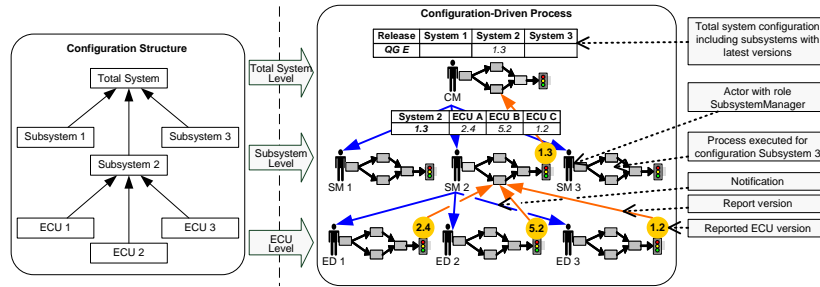 Configuration Structure
Total System
Subsystem 1
Subsystem 3
Subsystem 2
ECU 1
ECU 3
ECU 2
Total System
Level
Subsystem
Level
ECU
Level
Configuration-Driven Process
Release System 1 System 2 System 3
QG E 1.3
CM
System 2 ECU A ECU B ECU C
1.3 2.4 5.2 1.2
1.3
SM 1
SM 2
SM 3
2.4
5.2
1.2
ED 1
ED 2
ED 3
Total system configuration
including subsystems with
latest versions
Actor with role
SubsystemManager
Process executed for
configuration Subsystem 3
Notification
Report version
Reported ECU version